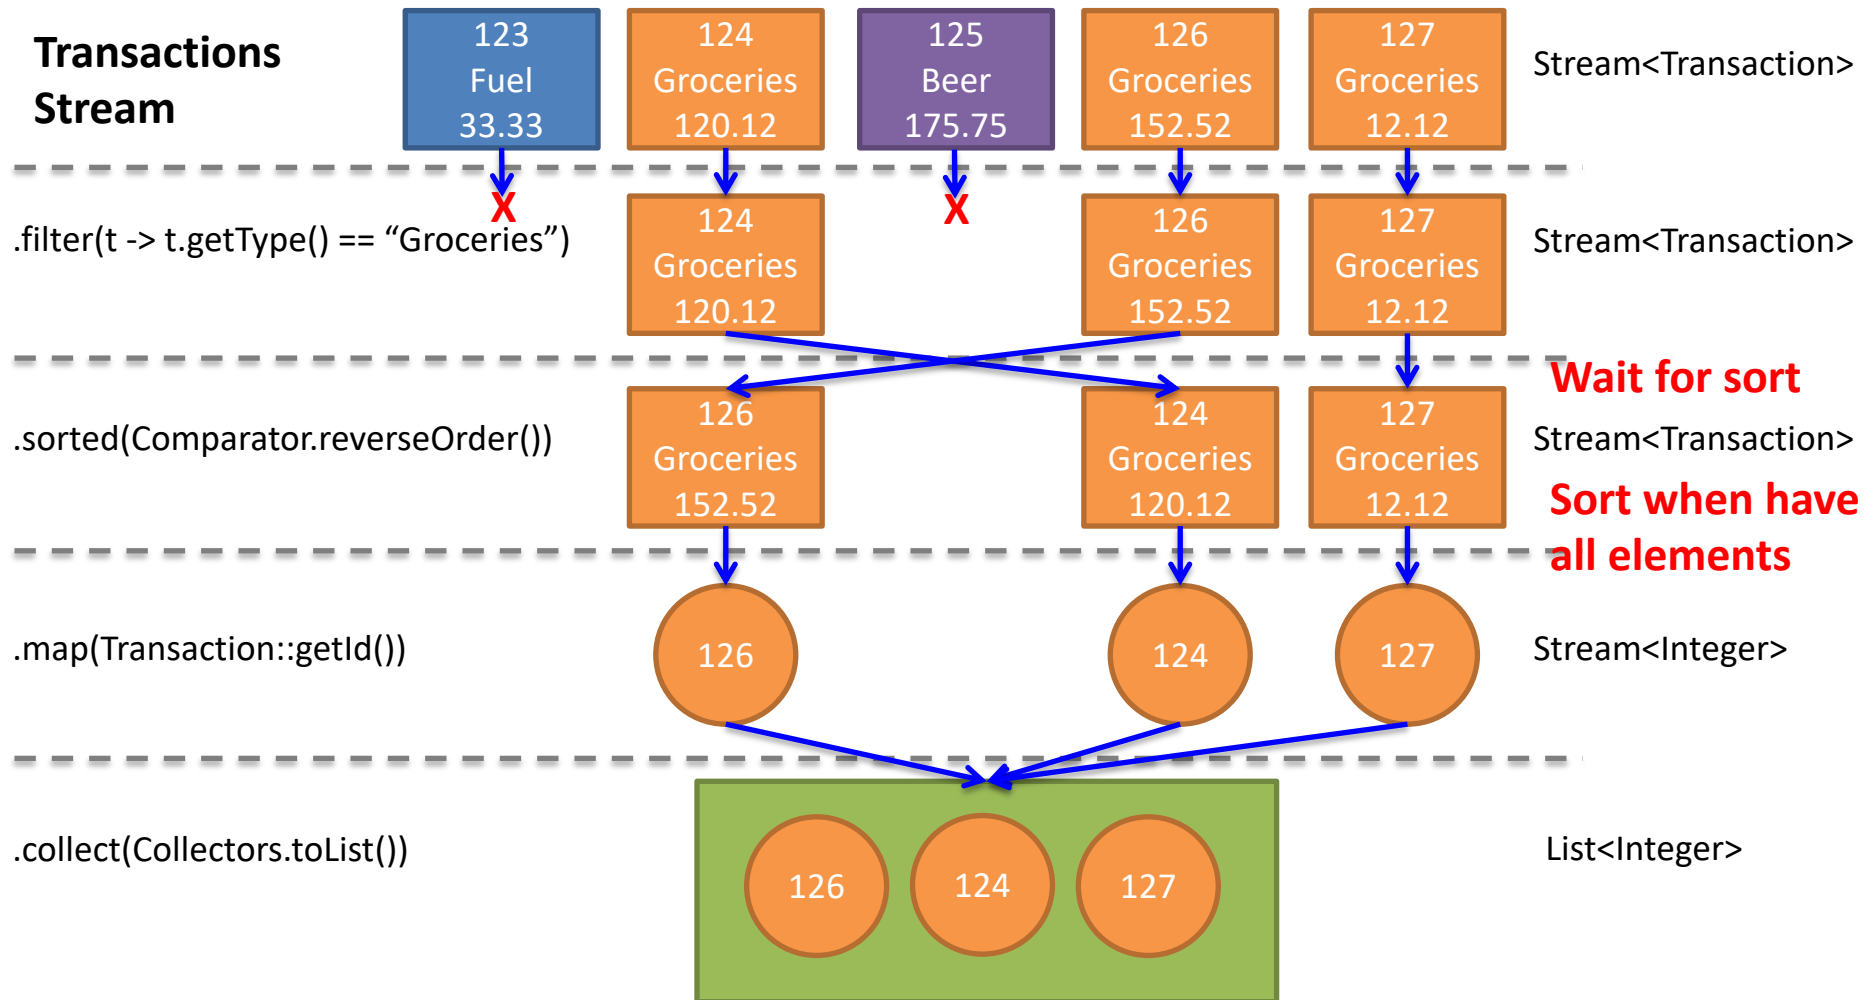 Transactions
Stream
123
Fuel
33.33
124
Groceries
120.12
125
Beer
175.75
126
Groceries
152.52
127
Groceries
12.12
Stream<Transaction>
X
X
.filter(t -> t.getType() == “Groceries”)
124
Groceries
120.12
126
Groceries
152.52
127
Groceries
12.12
Stream<Transaction>
Wait for sort
.sorted(Comparator.reverseOrder())
126
Groceries
152.52
124
Groceries
120.12
127
Groceries
12.12
Stream<Transaction>
Sort when have
all elements
.map(Transaction::getId())
126
124
127
Stream<Integer>
.collect(Collectors.toList())
126
124
127
List<Integer>